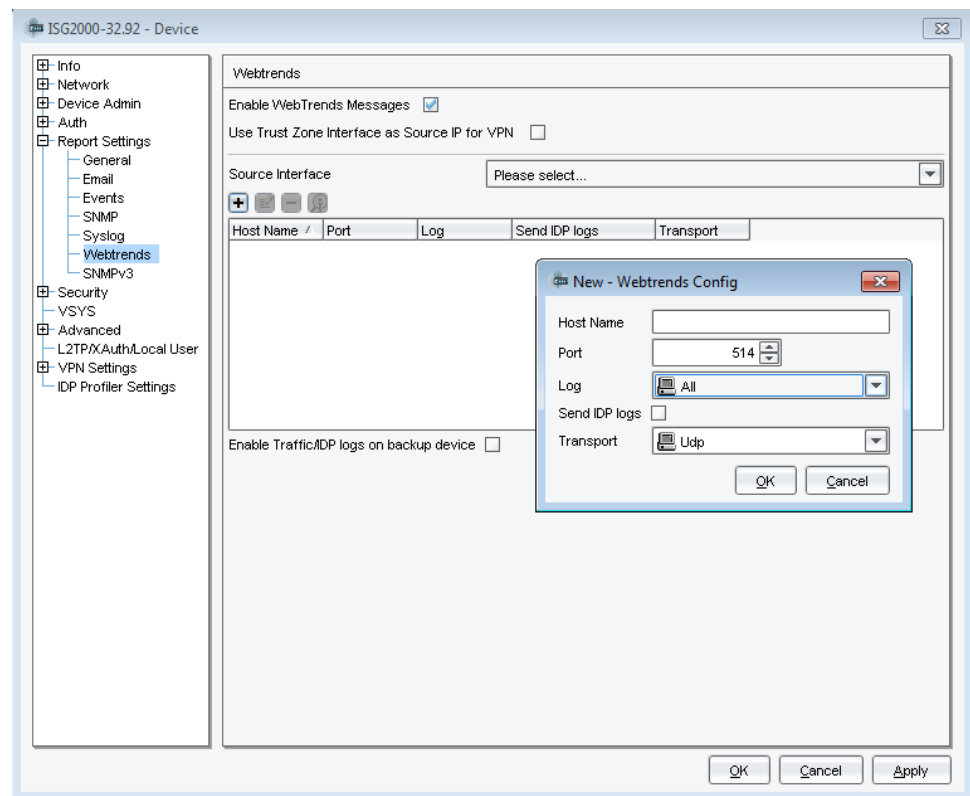 ISG2000-32.92 - Device
Info
Network
Device Admin
Auth
Report Settings
General
Email
Events
SNMP
Syslog
Webtrends
SNMPv3
Security
VSYS
Advanced
L2TP/XAuth/Local User
VPN Settings
IDP Profiler Settings
Webtrends
Enable WebTrends Messages
Use Trust Zone Interface as Source IP for VPN
Source Interface Please select...
Host Name Port Log Send IDP logs Transport
New - Webtrends Config
Host Name
Port 514
Log All
Send IDP logs
Transport Udp
OK Cancel
Enable Traffic/IDP logs on backup device
OK Cancel Apply